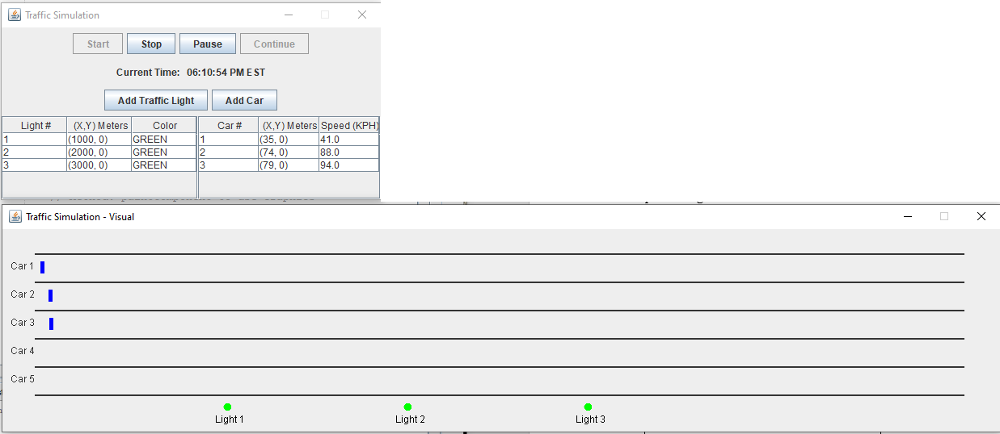 Traffic Simulation
Start Stop Pause Continue
Current Time: 06:10:54 PM EST
Add Traffic Light Add Car
Light # (X,Y) Meters Color Car # (X,Y) Meters Speed (KPH)
1 (1000, 0) GREEN 1 (35, 0) 41.0
2 (2000, 0) GREEN 2 (74, 0) 88.0
3 (3000, 0) GREEN 3 (79, 0) 94.0
Traffic Simulation - Visual
Car 1
Car 2
Car 3
Car 4
Car 5
Light 1 Light 2 Light 3